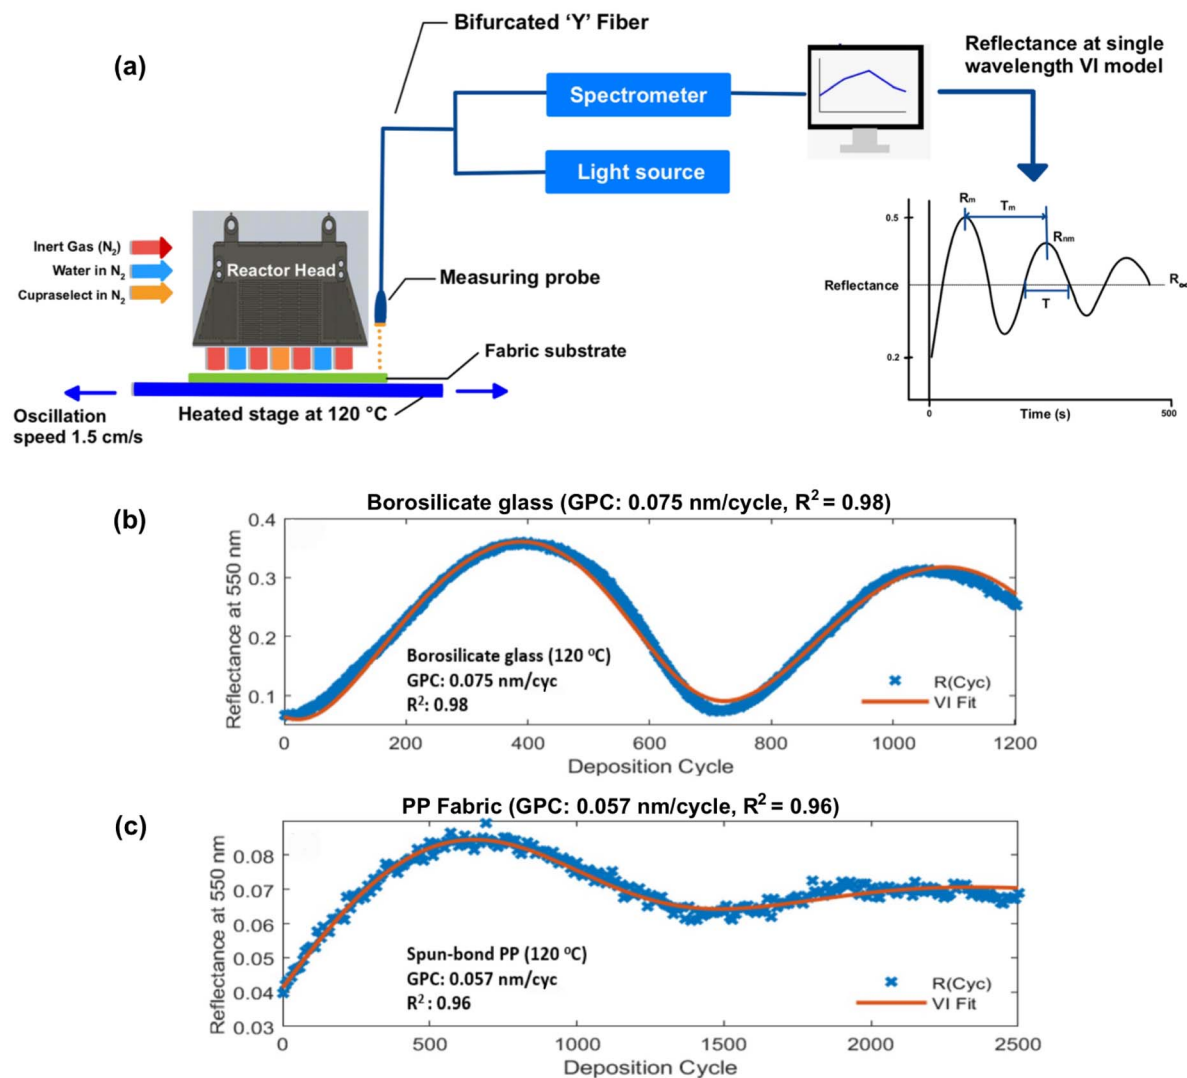 (a)
Bifurcated ‘Y’ Fiber
Spectrometer
Light source
Reflectance at single
wavelength VI model
Inert Gas (N2)
Water in N2
Cupraselect in N2
Reactor Head
Measuring probe
Fabric substrate
Heated stage at 120 °C
Oscillation
speed 1.5 cm/s
Rm
Tm
Rnm
0.5
Reflectance
R∞
T
0.2
0
Time (s)
500
(b)
Borosilicate glass (GPC: 0.075 nm/cycle, R2 = 0.98)
Reflectance at 550 nm
0.4
0.3
0.2
0.1
Borosilicate glass (120 °C)
GPC: 0.075 nm/cyc
R2: 0.98
R(Cyc)
VI Fit
0 200 400 600 800 1000 1200
Deposition Cycle
(c)
PP Fabric (GPC: 0.057 nm/cycle, R2 = 0.96)
Reflectance at 550 nm
0.08
0.07
0.06
0.05
0.04
0.03
Spun-bond PP (120 °C)
GPC: 0.057 nm/cyc
R2 : 0.96
R(Cyc)
VI Fit
0 500 1000 1500 2000 2500
Deposition Cycle